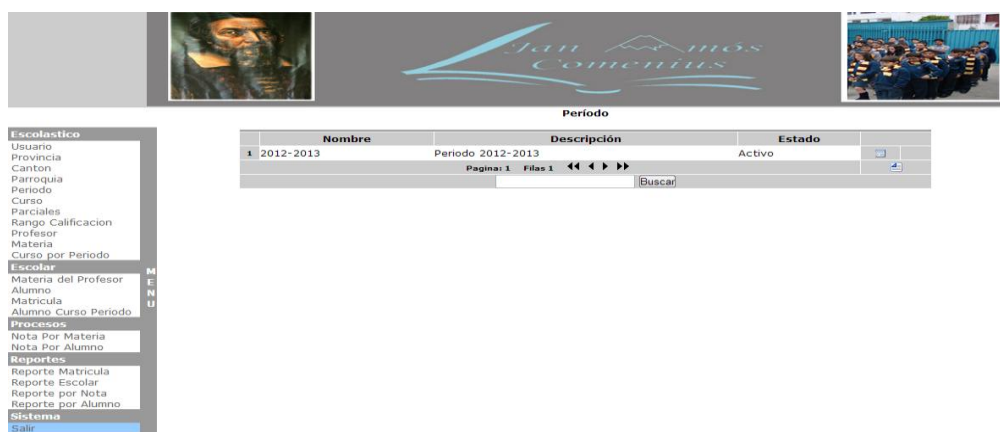 Jan Amós
Comenius
Período
Escolastico
Usuario
Provincia
Canton
Parroquia
Periodo
Curso
Parciales
Rango Calificacion
Profesor
Materia
Curso por Periodo
Escolar
Materia del Profesor
Alumno
Matricula
Alumno Curso Periodo
Procesos
Nota Por Materia
Nota Por Alumno
Reportes
Reporte Matricula
Reporte Escolar
Reporte por Nota
Reporte por Alumno
Sistema
Salir
M
E
N
U
Nombre Descripción Estado
1 2012-2013 Periodo 2012-2013 Activo
Pagina: 1 Filas 1
Buscar